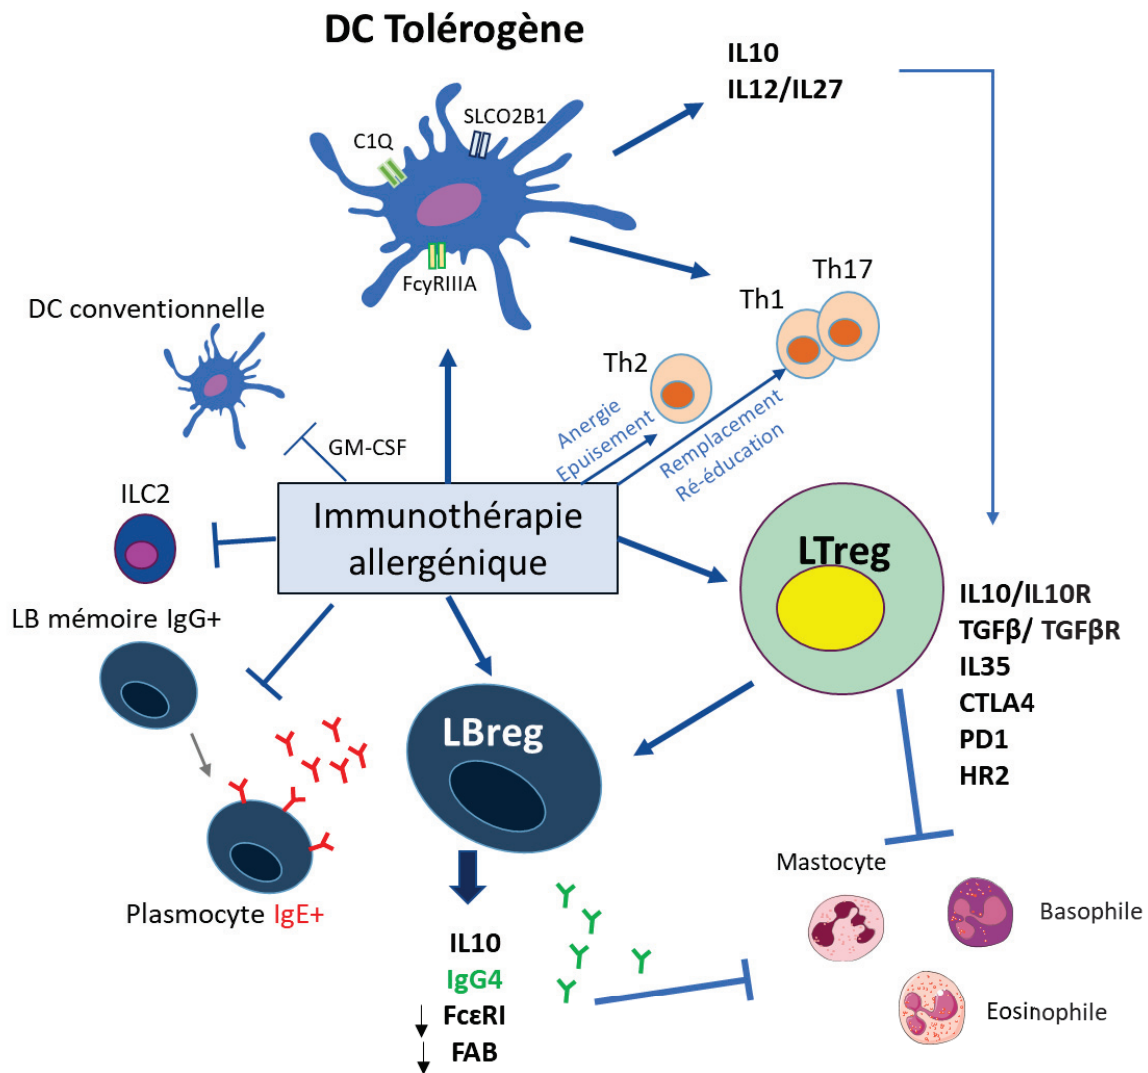 DC Tolérogène
IL10
IL12/IL27
SLCO2B1
C1Q
FcyRIIIA
DC conventionnelle
Th17
Th1
Th2
Anergie
Epuisement
Remplacement
Ré-éducation
GM-CSF
ILC2
Immunothérapie
allergénique
LTreg
LB mémoire IgG+
IL10/IL10R
TGFβ/ TGFβR
IL35
CTLA4
PD1
HR2
LBreg
Plasmocyte IgE+
Mastocyte
Basophile
Eosinophile
IL10
IgG4
↓ FcεRI
↓ FAB